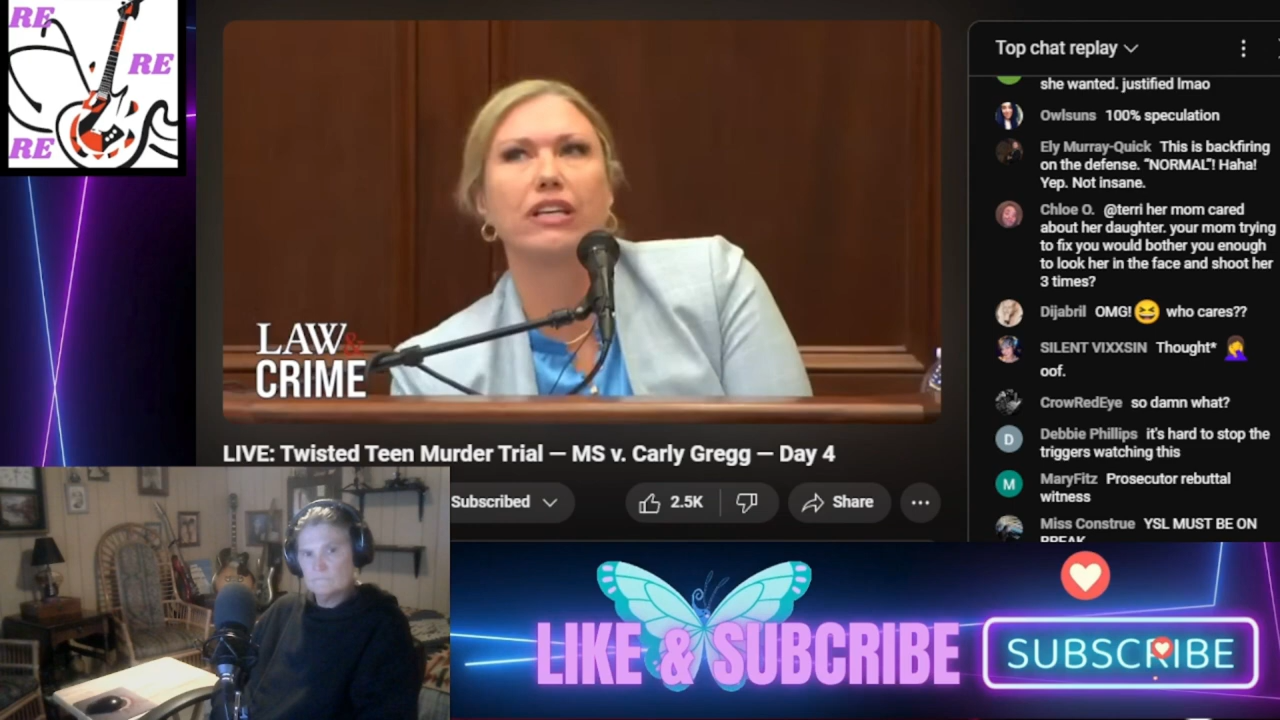 RE
RE
RE
LAW&
CRIME
LIVE: Twisted Teen Murder Trial — MS v. Carly Gregg — Day 4
Subscribed
2.5K
Share
Top chat replay
she wanted. justified lmao
Owlsuns 100% speculation
Ely Murray-Quick This is backfiring
on the defense. "NORMAL"! Haha!
Yep. Not insane.
Chloe O. @terri her mom cared
about her daughter. your mom trying
to fix you would bother you enough
to look her in the face and shoot her
3 times?
Dijabril OMG! 😆 who cares??
SILENT VIXXSIN Thought* 🤦‍♀️
oof.
CrowRedEye so damn what?
D
Debbie Phillips it's hard to stop the
triggers watching this
M
MaryFitz Prosecutor rebuttal
witness
Miss Construe YSL MUST BE ON
BREAK
LIKE & SUBCRIBE
SUBSCRIBE